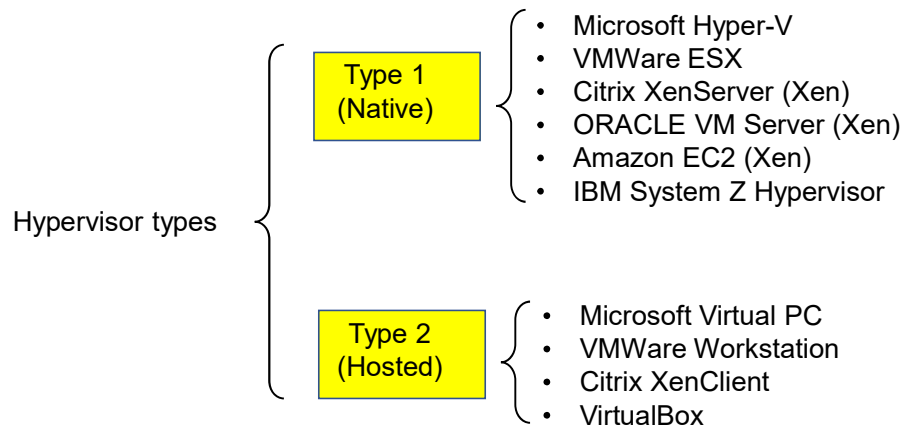 Hypervisor types
Type 1
(Native)
• Microsoft Hyper-V
• VMWare ESX
• Citrix XenServer (Xen)
• ORACLE VM Server (Xen)
• Amazon EC2 (Xen)
• IBM System Z Hypervisor
Type 2
(Hosted)
• Microsoft Virtual PC
• VMWare Workstation
• Citrix XenClient
• VirtualBox